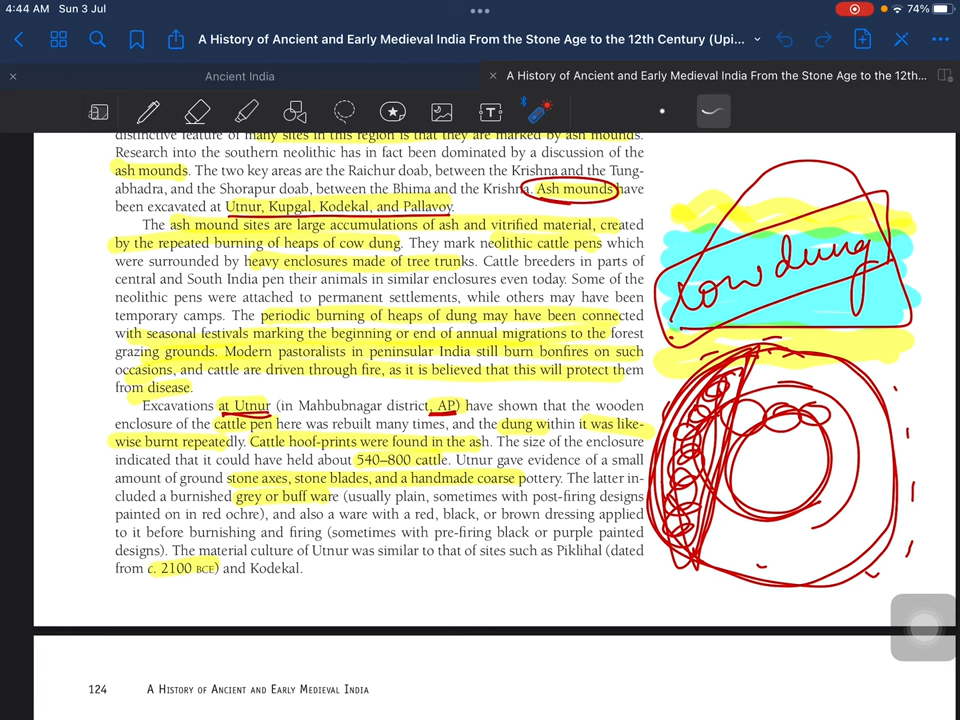 4:44 AM Sun 3 Jul
74%
A History of Ancient and Early Medieval India From the Stone Age to the 12th Century (Upi...
Ancient India
A History of Ancient and Early Medieval India From the Stone Age to the 12th...
distinctive feature of many sites in this region is that they are marked by ash mounds.
Research into the southern neolithic has in fact been dominated by a discussion of the
ash mounds. The two key areas are the Raichur doab, between the Krishna and the Tung-
abhadra, and the Shorapur doab, between the Bhima and the Krishna. Ash mounds have
been excavated at Utnur, Kupgal, Kodekal, and Pallavoy.
The ash mound sites are large accumulations of ash and vitrified material, created
by the repeated burning of heaps of cow dung. They mark neolithic cattle pens which
were surrounded by heavy enclosures made of tree trunks. Cattle breeders in parts of
central and South India pen their animals in similar enclosures even today. Some of the
neolithic pens were attached to permanent settlements, while others may have been
temporary camps. The periodic burning of heaps of dung may have been connected
with seasonal festivals marking the beginning or end of annual migrations to the forest
grazing grounds. Modern pastoralists in peninsular India still burn bonfires on such
occasions, and cattle are driven through fire, as it is believed that this will protect them
from disease.
Excavations at Utnur (in Mahbubnagar district, AP) have shown that the wooden
enclosure of the cattle pen here was rebuilt many times, and the dung within it was like-
wise burnt repeatedly. Cattle hoof-prints were found in the ash. The size of the enclosure
indicated that it could have held about 540–800 cattle. Utnur gave evidence of a small
amount of ground stone axes, stone blades, and a handmade coarse pottery. The latter in-
cluded a burnished grey or buff ware (usually plain, sometimes with post-firing designs
painted on in red ochre), and also a ware with a red, black, or brown dressing applied
to it before burnishing and firing (sometimes with pre-firing black or purple painted
designs). The material culture of Utnur was similar to that of sites such as Piklihal (dated
from c. 2100 BCE) and Kodekal.
Cow dung
124 A HISTORY OF ANCIENT AND EARLY MEDIEVAL INDIA